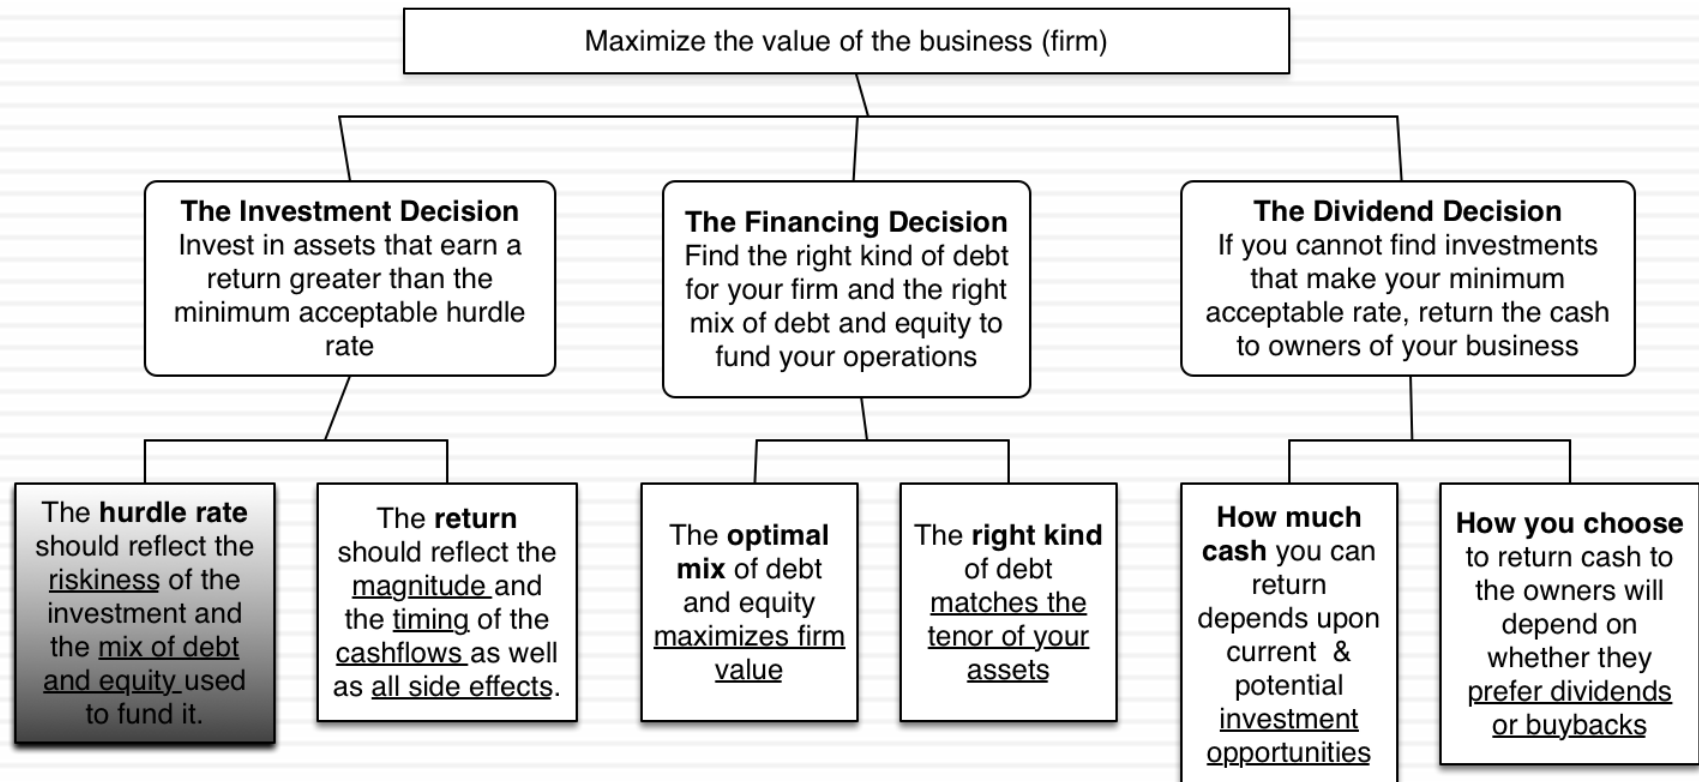 Maximize the value of the business (firm)
The Investment Decision
Invest in assets that earn a
return greater than the
minimum acceptable hurdle
rate
The Financing Decision
Find the right kind of debt
for your firm and the right
mix of debt and equity to
fund your operations
The Dividend Decision
If you cannot find investments
that make your minimum
acceptable rate, return the cash
to owners of your business
The hurdle rate
should reflect the
riskiness of the
investment and
the mix of debt
and equity used
to fund it.
The return
should reflect the
magnitude and
the timing of the
cashflows as well
as all side effects.
The optimal
mix of debt
and equity
maximizes firm
value
The right kind
of debt
matches the
tenor of your
assets
How much
cash you can
return
depends upon
current & 
potential
investment
opportunities
How you choose
to return cash to
the owners will
depend on
whether they
prefer dividends
or buybacks